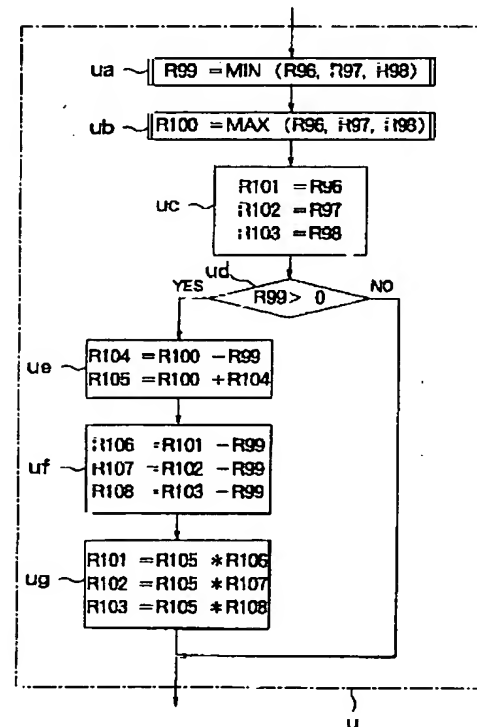 ua R99 =MIN (R96, R97, R98)
ub R100 =MAX (R96, R97, R98)
uc R101 =R96
R102 =R97
R103 =R98
ud
YES R99> 0 NO
ue R104 =R100 -R99
R105 =R100 +R104
uf R106 =R101 -R99
R107 =R102 -R99
R108 =R103 -R99
ug R101 =R105 *R106
R102 =R105 *R107
R103 =R105 *R108
u